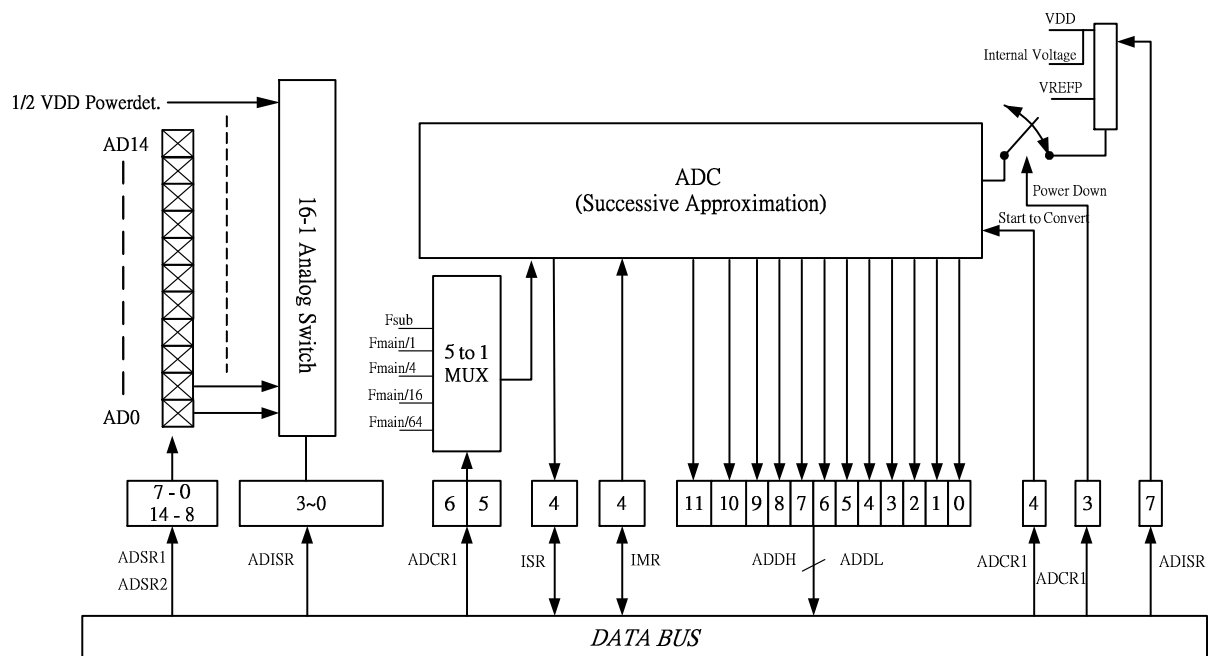 VDD
Internal Voltage
VREFP
1/2 VDD Powerdet.
AD14
AD0
16-1 Analog Switch
ADC
(Successive Approximation)
Power Down
Start to Convert
Fsub
Fmain/1
Fmain/4
Fmain/16
Fmain/64
5 to 1
MUX
7 - 0
14 - 8
3~0
6 5
4
4
11 10 9 8 7 6 5 4 3 2 1 0
4
3
7
ADSR1
ADSR2
ADISR
ADCR1
ISR
IMR
ADDH
ADDL
ADCR1
ADCR1
ADISR
DATA BUS